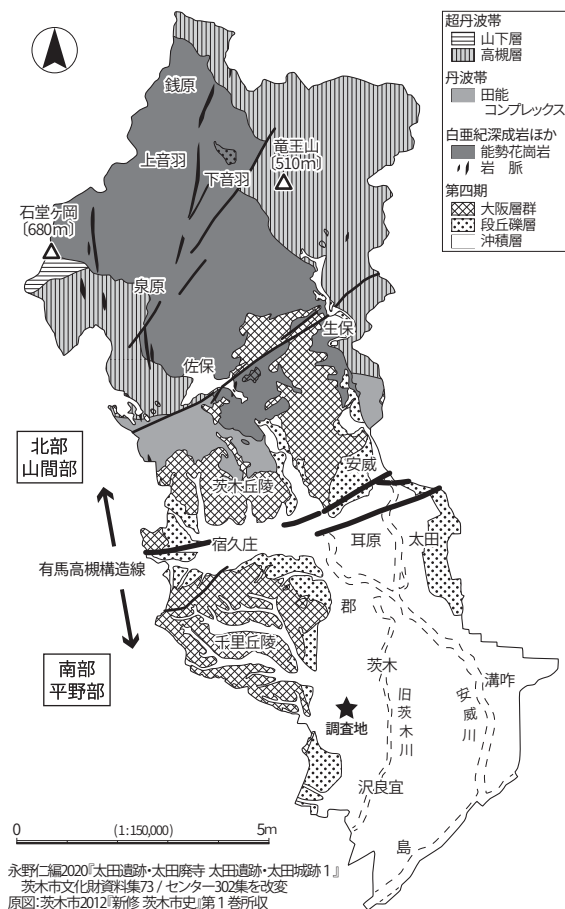 超丹波帯
山下層
高槻層
丹波帯
田能
コンプレックス
白亜紀深成岩ほか
能勢花崗岩
岩 脈
第四期
大阪層群
段丘礫層
沖積層
銭原
上音羽
下音羽
竜王山
〔510m〕
石堂ヶ岡
〔680m〕
泉原
佐保
生保
北部
山間部
茨木丘陵
安威
宿久庄
耳原
太田
有馬高槻構造線
郡
千里丘陵
南部
平野部
茨木
旧茨木川
安威川
溝咋
調査地
沢良宜
島
0 (1:150,000) 5m
永野仁編2020『太田遺跡・太田廃寺 太田遺跡・太田城跡1』
茨木市文化財資料集73 / センター302集を改変
原図：茨木市2012『新修 茨木市史』第1巻所収